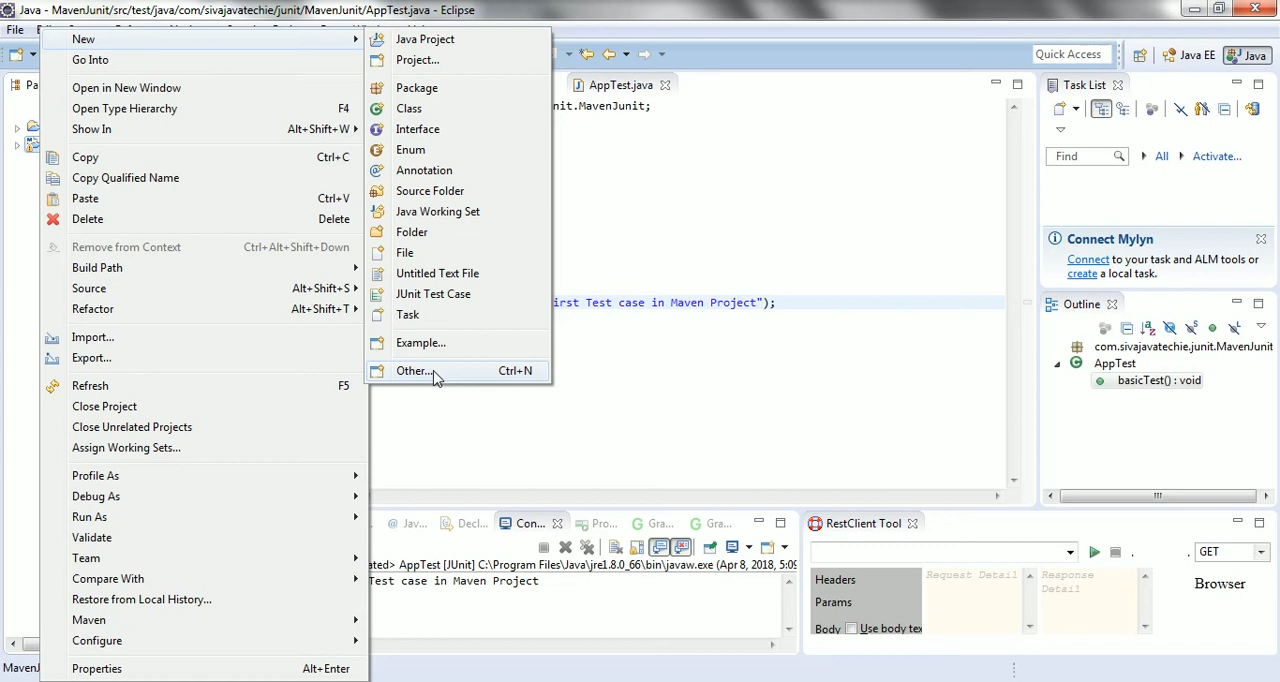 Java - MavenJunit/src/test/java/com/sivajavatechie/junit/MavenJunit/AppTest.java - Eclipse
File
New
Go Into
Open in New Window
Open Type Hierarchy F4
Show In Alt+Shift+W
Copy Ctrl+C
Copy Qualified Name
Paste Ctrl+V
Delete Delete
Remove from Context Ctrl+Alt+Shift+Down
Build Path
Source Alt+Shift+S
Refactor Alt+Shift+T
Import...
Export...
Refresh F5
Close Project
Close Unrelated Projects
Assign Working Sets...
Profile As
Debug As
Run As
Validate
Team
Compare With
Restore from Local History...
Maven
Configure
Properties Alt+Enter
Java Project
Project...
Package
Class
Interface
Enum
Annotation
Source Folder
Java Working Set
Folder
File
Untitled Text File
JUnit Test Case
Task
Example...
Other... Ctrl+N
Quick Access
Java EE
Java
Pa
AppTest.java
nit.MavenJunit;
irst Test case in Maven Project");
Task List
Find
All
Activate...
Connect Mylyn
Connect to your task and ALM tools or
create a local task.
Outline
com.sivajavatechie.junit.MavenJunit
AppTest
basicTest() : void
@ Jav...
Decl...
Con...
Pro...
Gra...
Gra...
ated> AppTest [JUnit] C:\Program Files\Java\jre1.8.0_66\bin\javaw.exe (Apr 8, 2018, 5:09
Test case in Maven Project
RestClient Tool
GET
Headers
Params
Body
Use body tex
Request Detail
Response
Detail
Browser
MavenJ